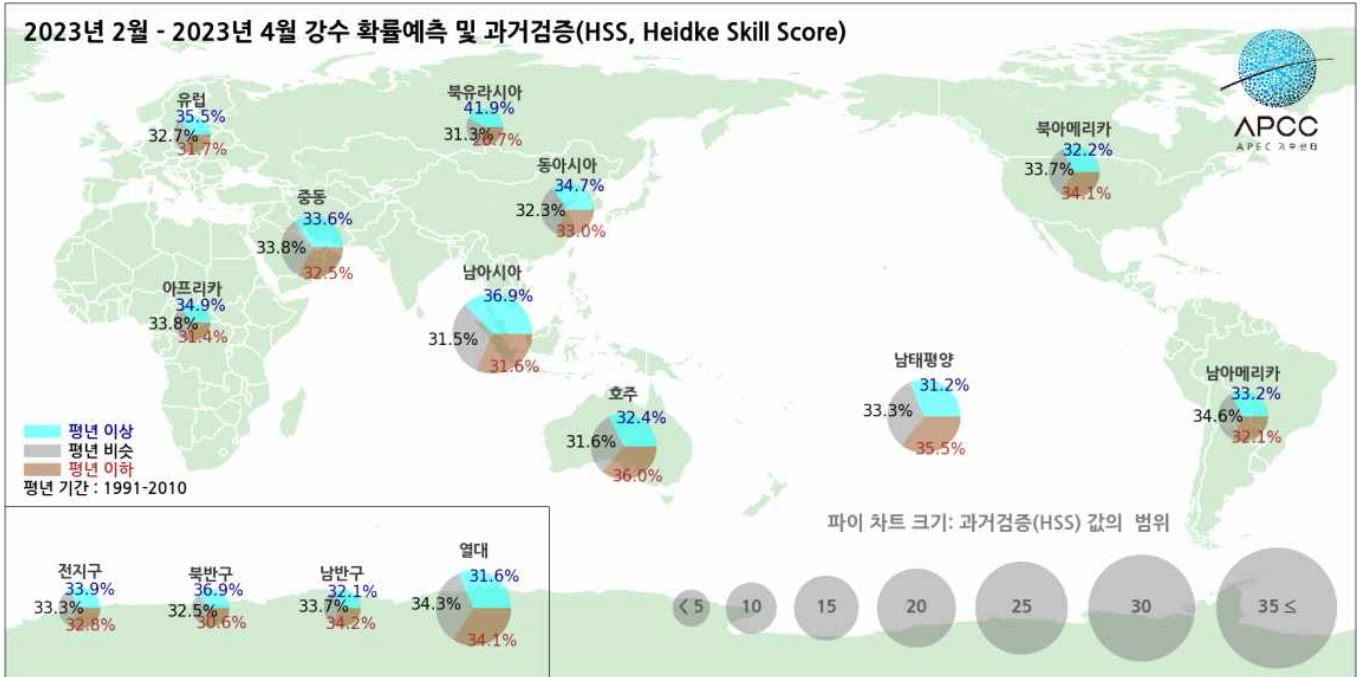 2023년 2월 - 2023년 4월 강수 확률예측 및 과거검증(HSS, Heidke Skill Score)
APCC
APEC 기후센터
유럽
35.5%
32.7%
31.7%
북유라시아
41.9%
31.3%
26.7%
북아메리카
32.2%
33.7%
34.1%
동아시아
34.7%
32.3%
33.0%
중동
33.6%
33.8%
32.5%
남아시아
36.9%
31.5%
31.6%
아프리카
34.9%
33.8%
31.4%
남태평양
31.2%
33.3%
35.5%
남아메리카
33.2%
34.6%
32.1%
호주
32.4%
31.6%
36.0%
평년 이상
평년 비슷
평년 이하
평년 기간 : 1991-2010
파이 차트 크기: 과거검증(HSS) 값의 범위
< 5
10
15
20
25
30
35 ≤
전지구
33.9%
33.3%
32.8%
북반구
36.9%
32.5%
30.6%
남반구
32.1%
33.7%
34.2%
열대
31.6%
34.3%
34.1%